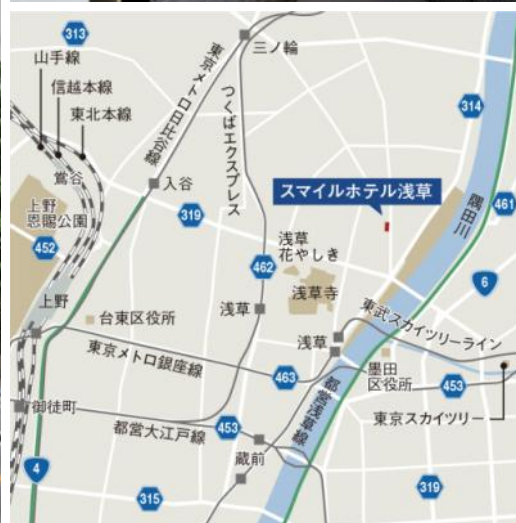 313
山手線
信越本線
東北本線
鶯谷
上野
恩賜公園
452
上野
御徒町
4
三ノ輪
東京メトロ日比谷線
つくばエクスプレス
入谷
319
314
スマイルホテル浅草
隅田川
461
6
浅草
花やしき
462
浅草寺
浅草
台東区役所
東京メトロ銀座線
浅草
東武スカイツリーライン
墨田
区役所
463
453
東京スカイツリー
都営浅草線
453
都営大江戸線
蔵前
315
319